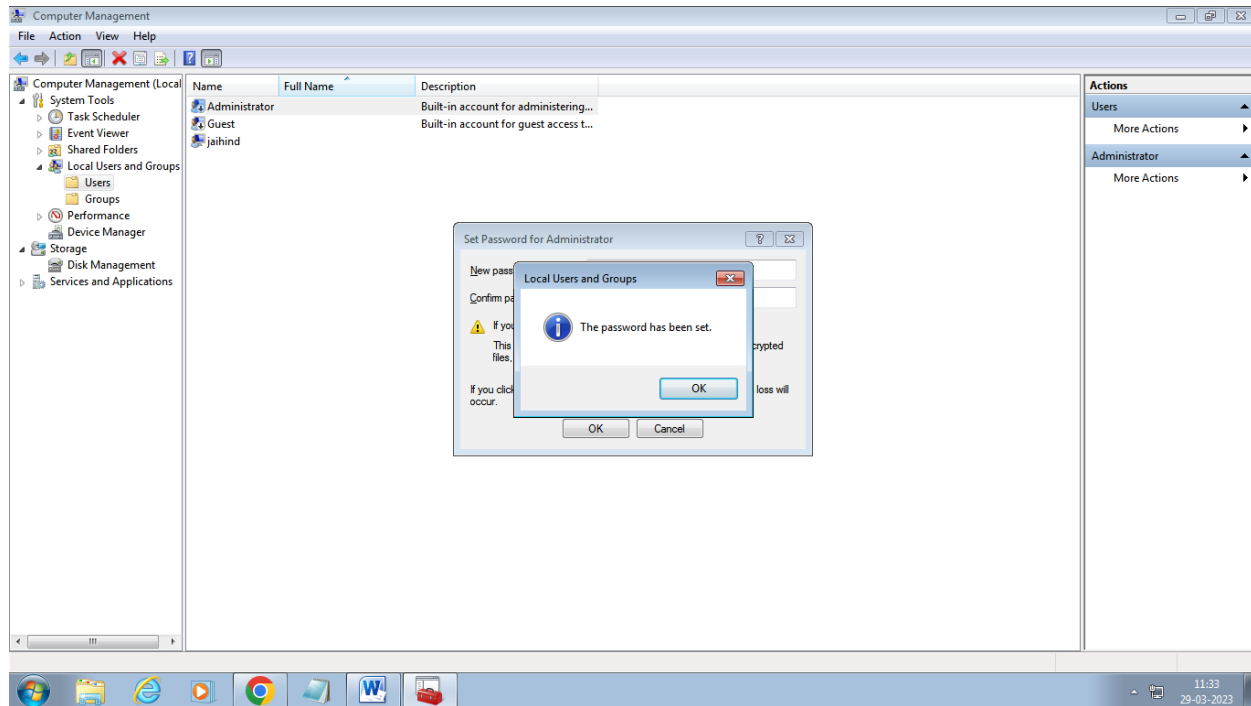 Computer Management
File Action View Help
Computer Management (Local
System Tools
Task Scheduler
Event Viewer
Shared Folders
Local Users and Groups
Users
Groups
Performance
Device Manager
Storage
Disk Management
Services and Applications
Name Full Name Description
Administrator Built-in account for administering...
Guest Built-in account for guest access t...
jaihind
Actions
Users
More Actions
Administrator
More Actions
Set Password for Administrator
New pass
Confirm pa
If you
This
files,
crypted
If you click
loss will
occur.
OK Cancel
Local Users and Groups
The password has been set.
OK
11:33
29-03-2023